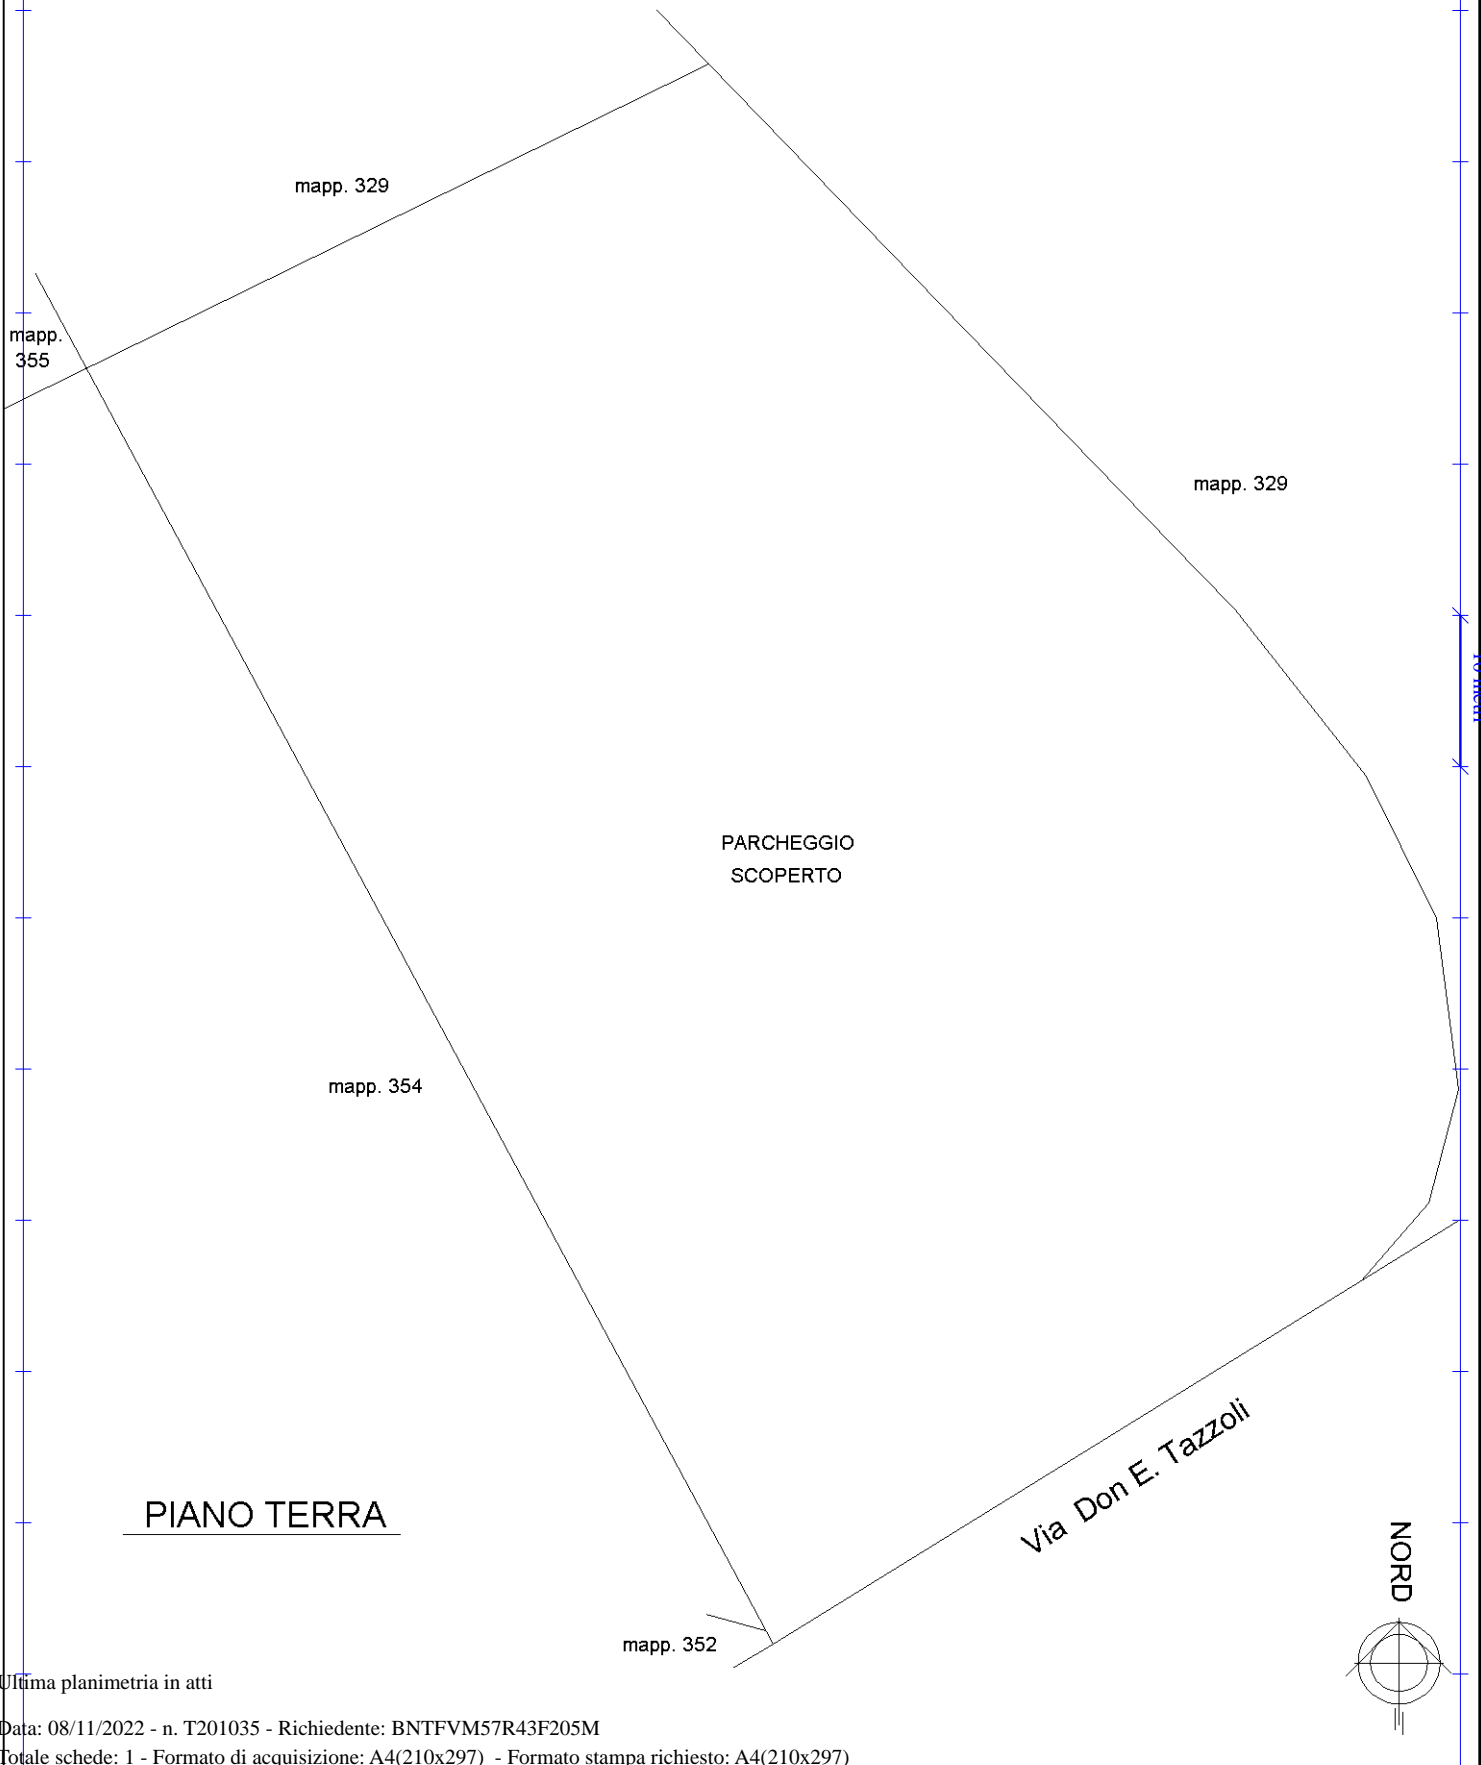 mapp. 329
mapp.
355
mapp. 329
PARCHEGGIO
SCOPERTO
mapp. 354
Via Don E. Tazzoli
PIANO TERRA
NORD
mapp. 352
Ultima planimetria in atti
Data: 08/11/2022 - n. T201035 - Richiedente: BNTFVM57R43F205M
Totale schede: 1 - Formato di acquisizione: A4(210x297) - Formato stampa richiesto: A4(210x297)